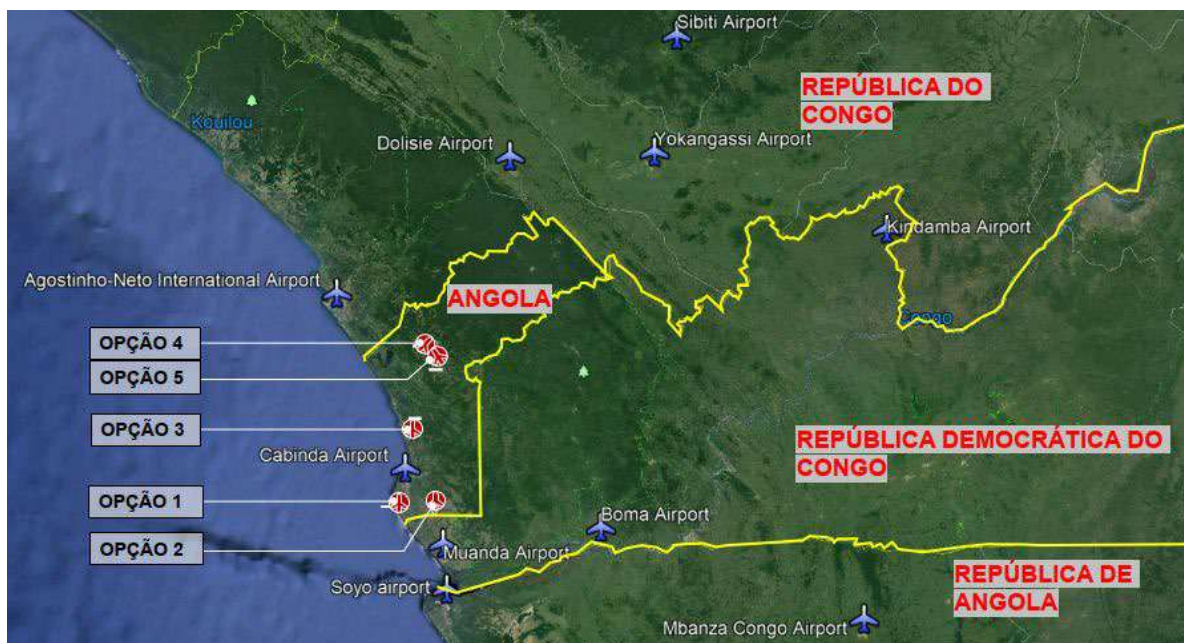 Sibiti Airport
REPÚBLICA DO
CONGO
Kouilou
Dolisie Airport
Yokangassi Airport
Kindamba Airport
Agostinho-Neto International Airport
ANGOLA
Congo
OPÇÃO 4
OPÇÃO 5
OPÇÃO 3
REPÚBLICA DEMOCRÁTICA DO
CONGO
Cabinda Airport
OPÇÃO 1
Boma Airport
OPÇÃO 2
Muanda Airport
Soyo airport
REPÚBLICA DE
ANGOLA
Mbanza Congo Airport